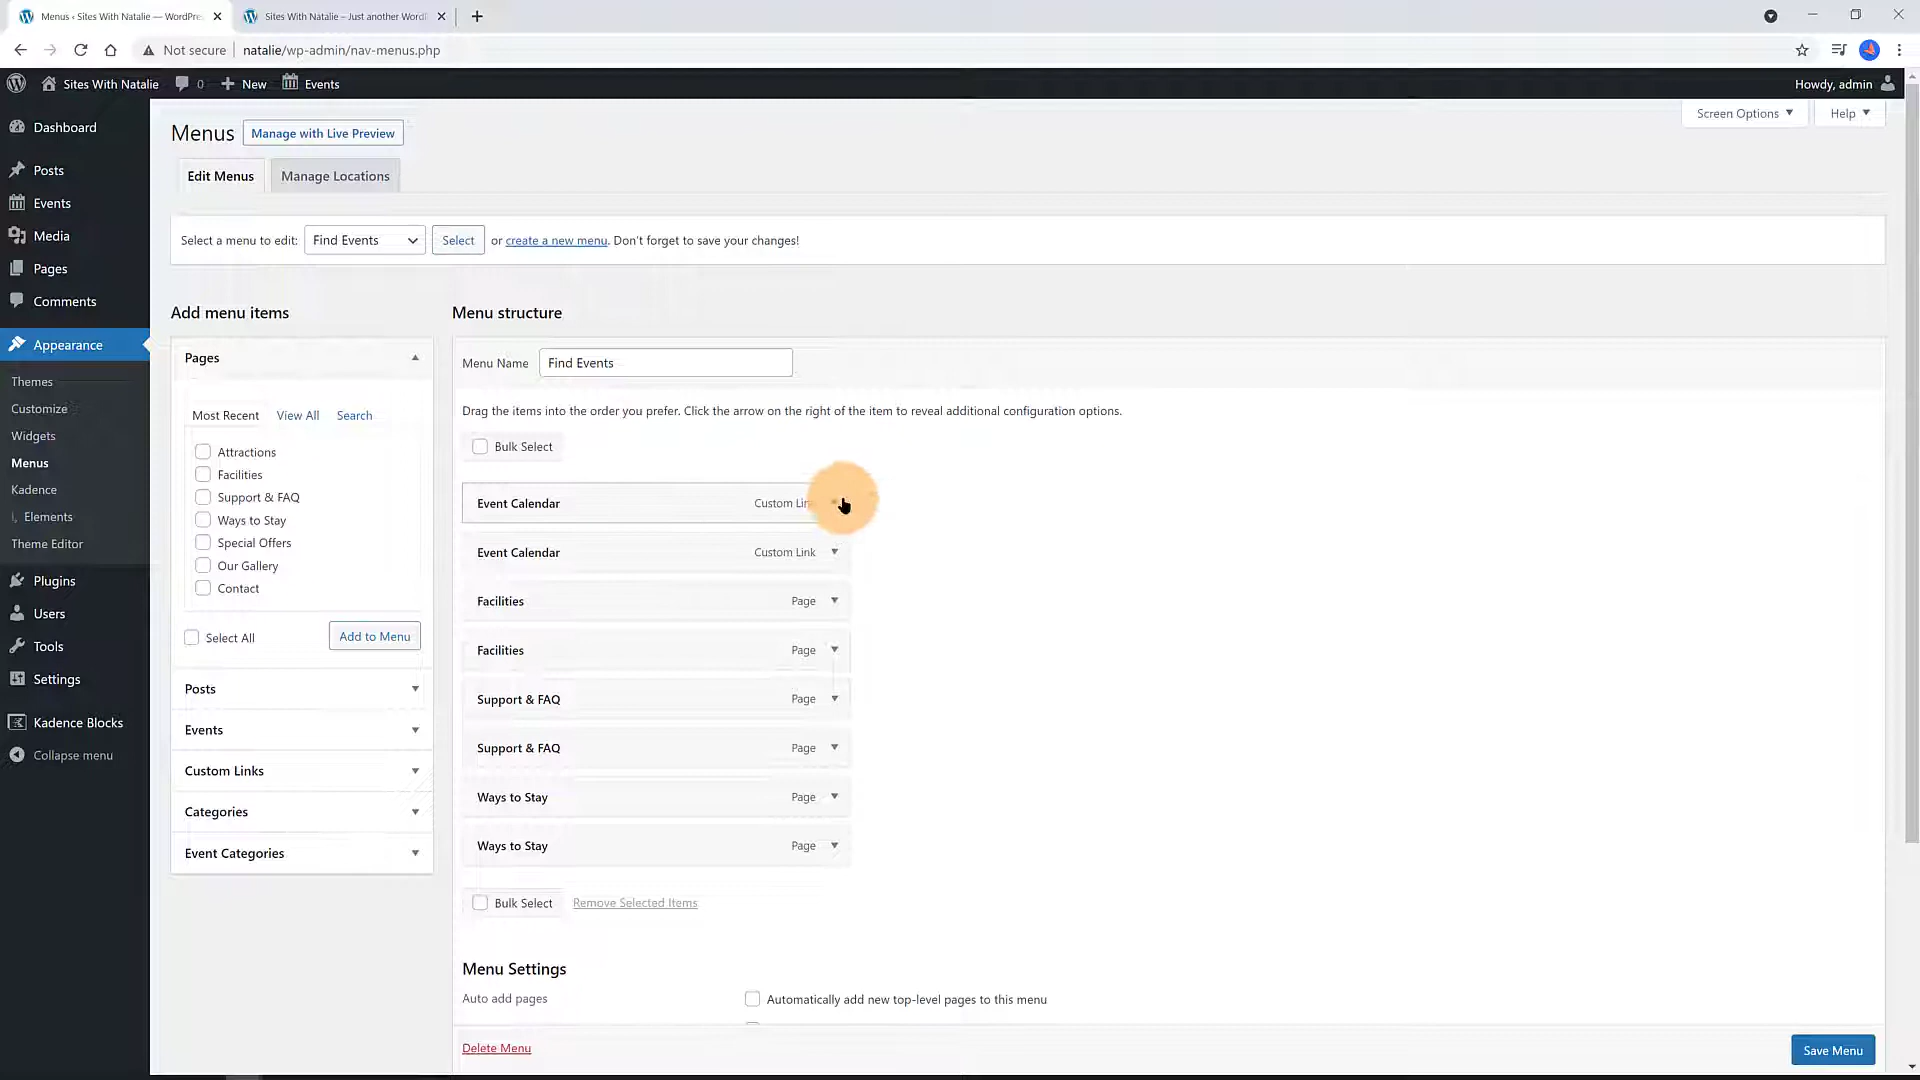 Menus ‹ Sites With Natalie — WordPre
Sites With Natalie – Just another Word
Not secure
natalie/wp-admin/nav-menus.php
Sites With Natalie
0
New
Events
Howdy, admin
Dashboard
Posts
Events
Media
Pages
Comments
Appearance
Themes
Customize
Widgets
Menus
Kadence
Elements
Theme Editor
Plugins
Users
Tools
Settings
Kadence Blocks
Collapse menu
Screen Options
Help
Menus
Manage with Live Preview
Edit Menus
Manage Locations
Select a menu to edit: Find Events Select or create a new menu. Don't forget to save your changes!
Add menu items
Pages
Most Recent View All Search
Attractions
Facilities
Support & FAQ
Ways to Stay
Special Offers
Our Gallery
Contact
Select All
Add to Menu
Posts
Events
Custom Links
Categories
Event Categories
Menu structure
Menu Name Find Events
Drag the items into the order you prefer. Click the arrow on the right of the item to reveal additional configuration options.
Bulk Select
Event Calendar Custom Lin
Event Calendar Custom Link
Facilities Page
Facilities Page
Support & FAQ Page
Support & FAQ Page
Ways to Stay Page
Ways to Stay Page
Bulk Select Remove Selected Items
Menu Settings
Auto add pages
Automatically add new top-level pages to this menu
Delete Menu
Save Menu